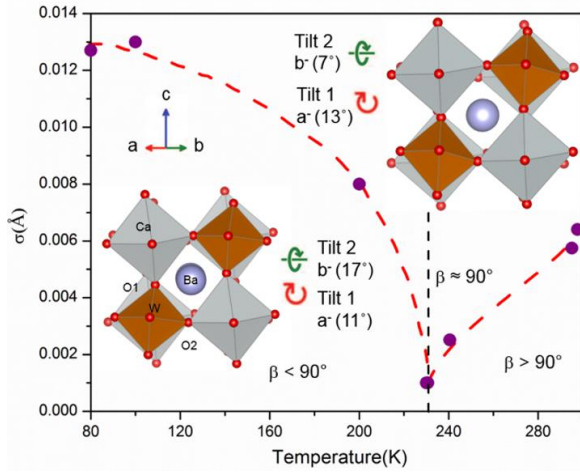 0.014
0.012
0.010
0.008
0.006
0.004
0.002
0.000
σ(Å)
Tilt 2
b⁻(7°)
Tilt 1
a⁻(13°)
c
a
b
Ca
O1
Ba
W
O2
Tilt 2
b⁻(17°)
Tilt 1
a⁻(11°)
β ≈ 90°
β < 90°
β > 90°
80 120 160 200 240 280
Temperature(K)